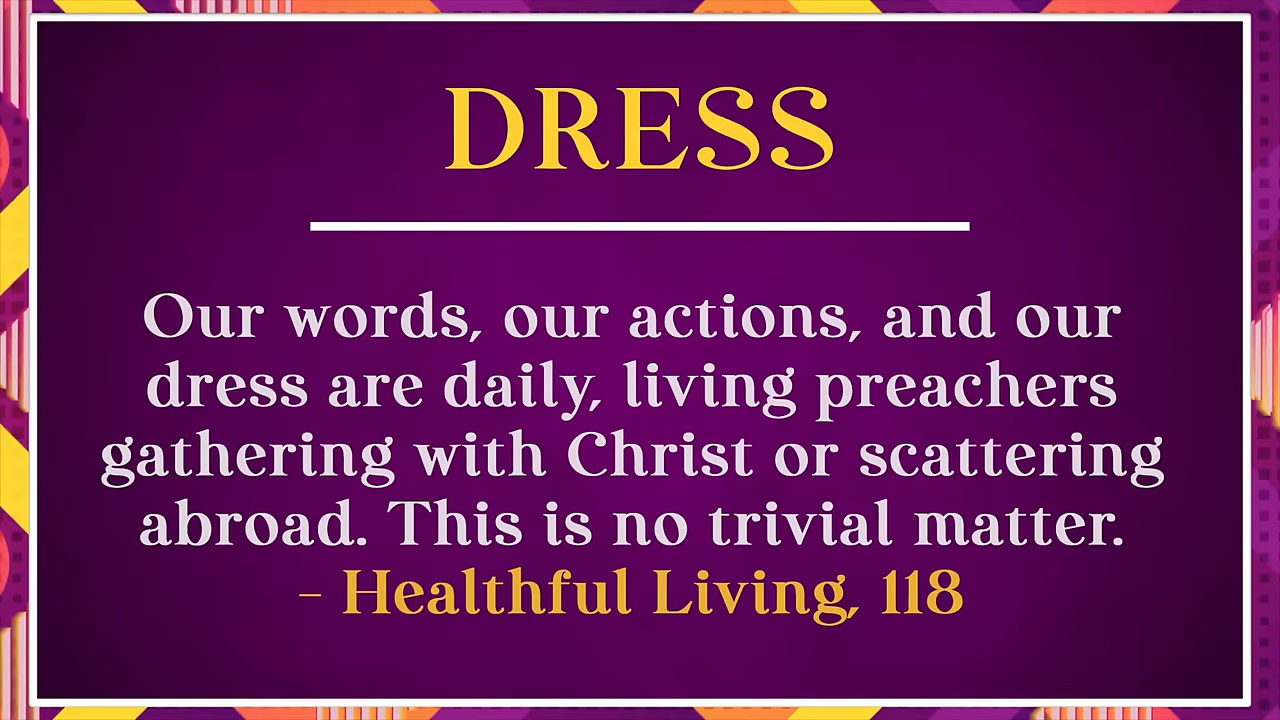 DRESS
Our words, our actions, and our
dress are daily, living preachers
gathering with Christ or scattering
abroad. This is no trivial matter.
– Healthful Living, 118